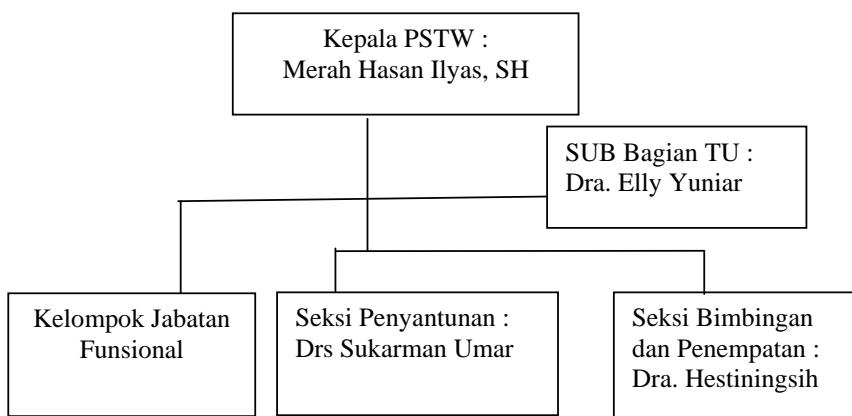 Kepala PSTW :
Merah Hasan Ilyas, SH
SUB Bagian TU :
Dra. Elly Yuniar
Kelompok Jabatan
Funsional
Seksi Penyantunan :
Drs Sukarman Umar
Seksi Bimbingan
dan Penempatan :
Dra. Hestiningsih